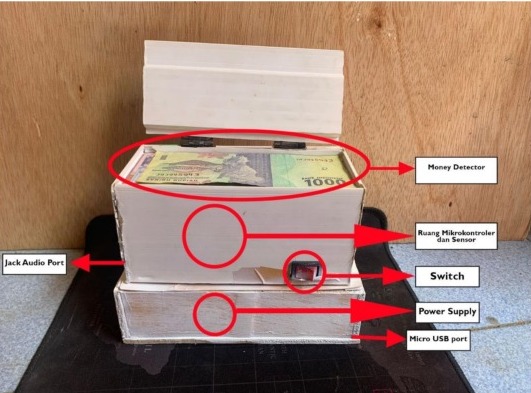 Money Detector
1000
Ruang Mikrokontroler
dan Sensor
Jack Audio Port
Switch
Power Supply
Micro USB port